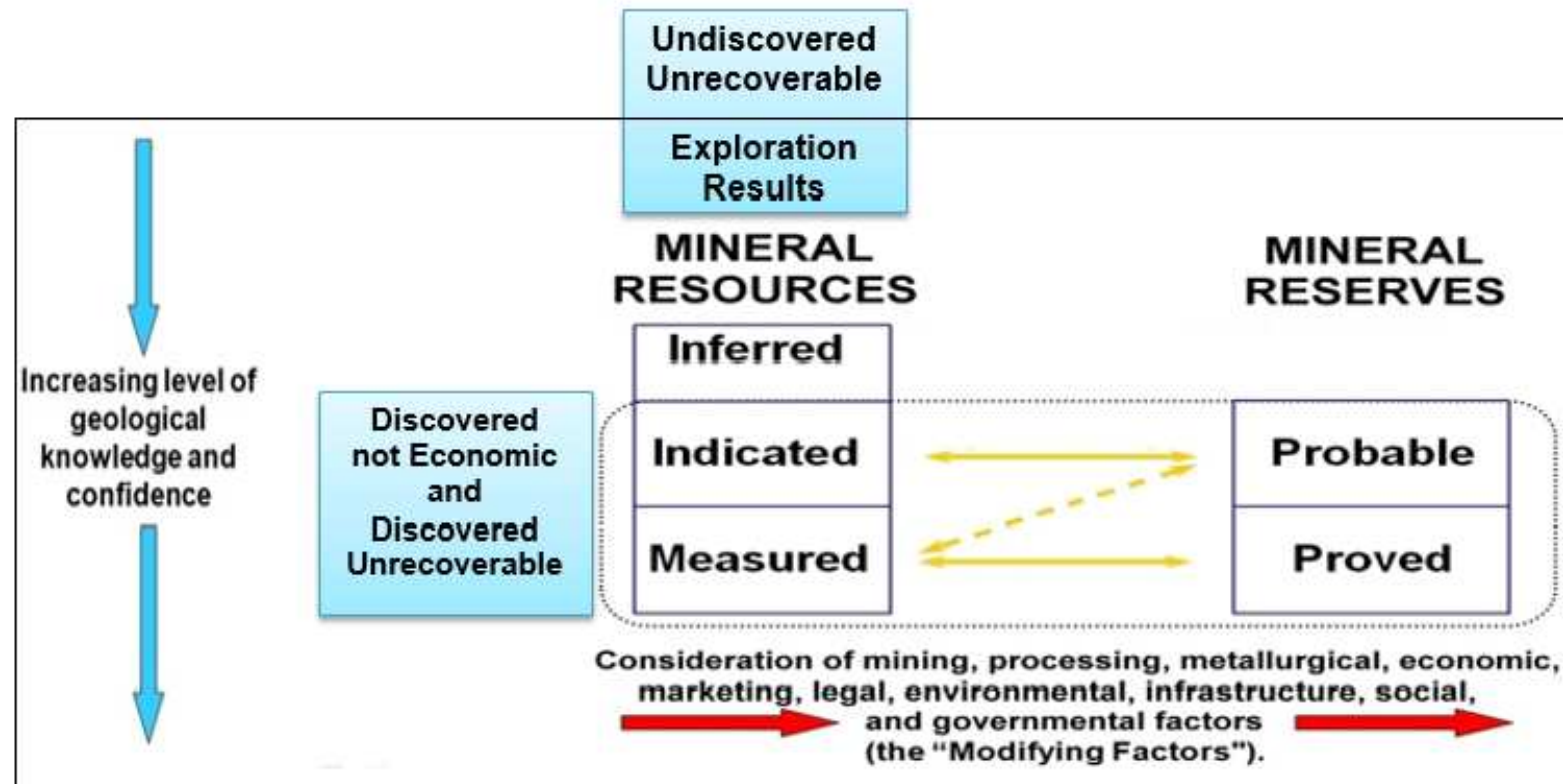 Undiscovered
Unrecoverable
Exploration
Results
MINERAL
RESOURCES
MINERAL
RESERVES
Inferred
Increasing level of
geological
knowledge and
confidence
Discovered
not Economic
and
Discovered
Unrecoverable
Indicated
Probable
Measured
Proved
Consideration of mining, processing, metallurgical, economic,
marketing, legal, environmental, infrastructure, social,
and governmental factors
(the “Modifying Factors”).